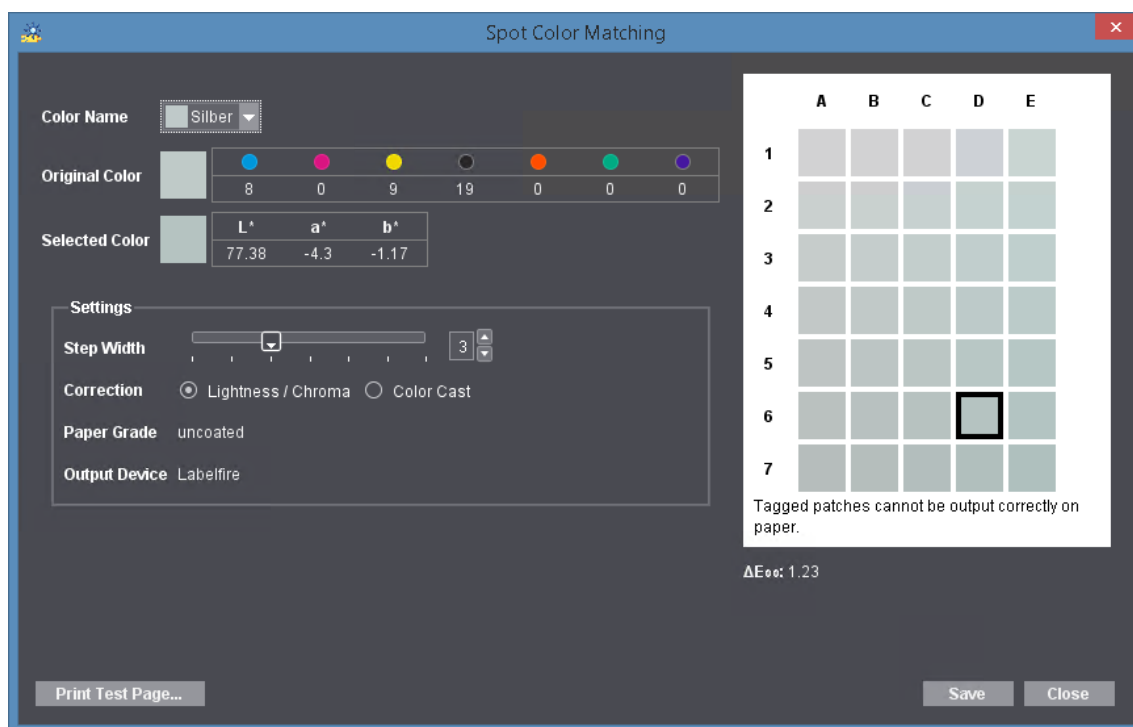 Spot Color Matching
Color Name Silber
Original Color 8 0 9 19 0 0 0
Selected Color L* a* b*
77.38 -4.3 -1.17
Settings
Step Width 3
Correction Lightness / Chroma Color Cast
Paper Grade uncoated
Output Device Labelfire
A B C D E
1
2
3
4
5
6
7
Tagged patches cannot be output correctly on
paper.
ΔE₀₀: 1.23
Print Test Page... Save Close